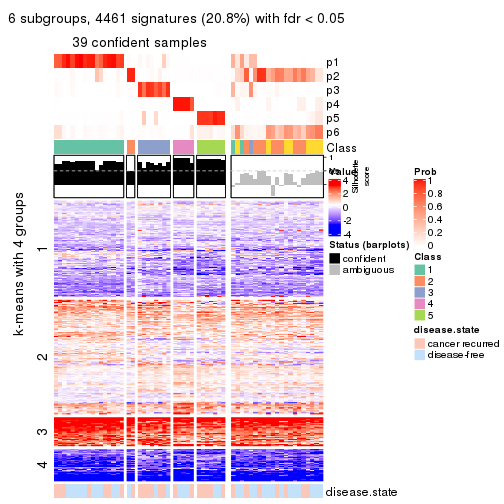 6 subgroups, 4461 signatures (20.8%) with fdr < 0.05
39 confident samples
p1
p2
p3
p4
p5
p6
Class
1
Silhouette
score
k-means with 4 groups
1
2
3
4
disease.state
Value
4
2
0
-2
-4
Status (barplots)
confident
ambiguous
Prob
1
0.8
0.6
0.4
0.2
0
Class
1
2
3
4
5
disease.state
cancer recurred
disease-free